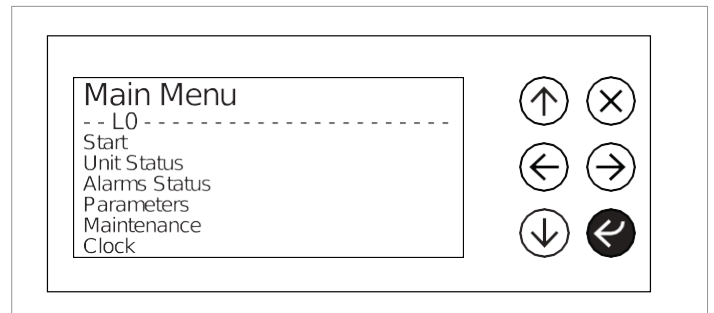 Main Menu
-- L0----------------------
Start
Unit Status
Alarms Status
Parameters
Maintenance
Clock